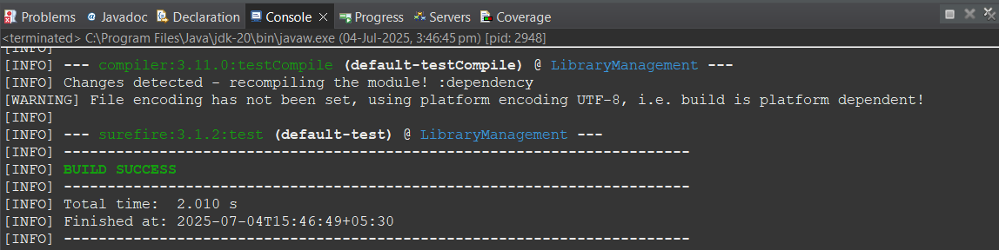 Problems Javadoc Declaration Console Progress Servers Coverage
<terminated> C:\Program Files\Java\jdk-20\bin\javaw.exe (04-Jul-2025, 3:46:45 pm) [pid: 2948]
[INFO]
[INFO] --- compiler:3.11.0:testCompile (default-testCompile) @ LibraryManagement ---
[INFO] Changes detected - recompiling the module! :dependency
[WARNING] File encoding has not been set, using platform encoding UTF-8, i.e. build is platform dependent!
[INFO]
[INFO] --- surefire:3.1.2:test (default-test) @ LibraryManagement ---
[INFO] ------------------------------------------------------------------------
[INFO] BUILD SUCCESS
[INFO] ------------------------------------------------------------------------
[INFO] Total time:  2.010 s
[INFO] Finished at: 2025-07-04T15:46:49+05:30
[INFO] ------------------------------------------------------------------------